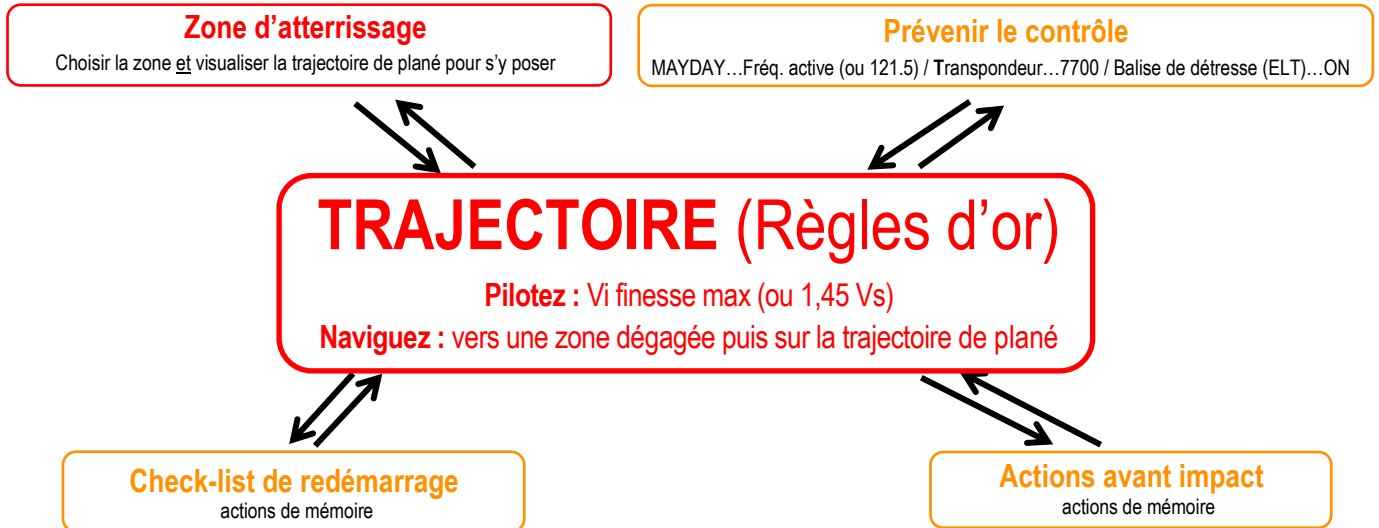 Zone d’atterrissage
Choisir la zone et visualiser la trajectoire de plané pour s’y poser
Prévenir le contrôle
MAYDAY…Fréq. active (ou 121.5) / Transpondeur…7700 / Balise de détresse (ELT)…ON
TRAJECTOIRE (Règles d’or)
Pilotez : Vi finesse max (ou 1,45 Vs)
Naviguez : vers une zone dégagée puis sur la trajectoire de plané
Check-list de redémarrage
actions de mémoire
Actions avant impact
actions de mémoire